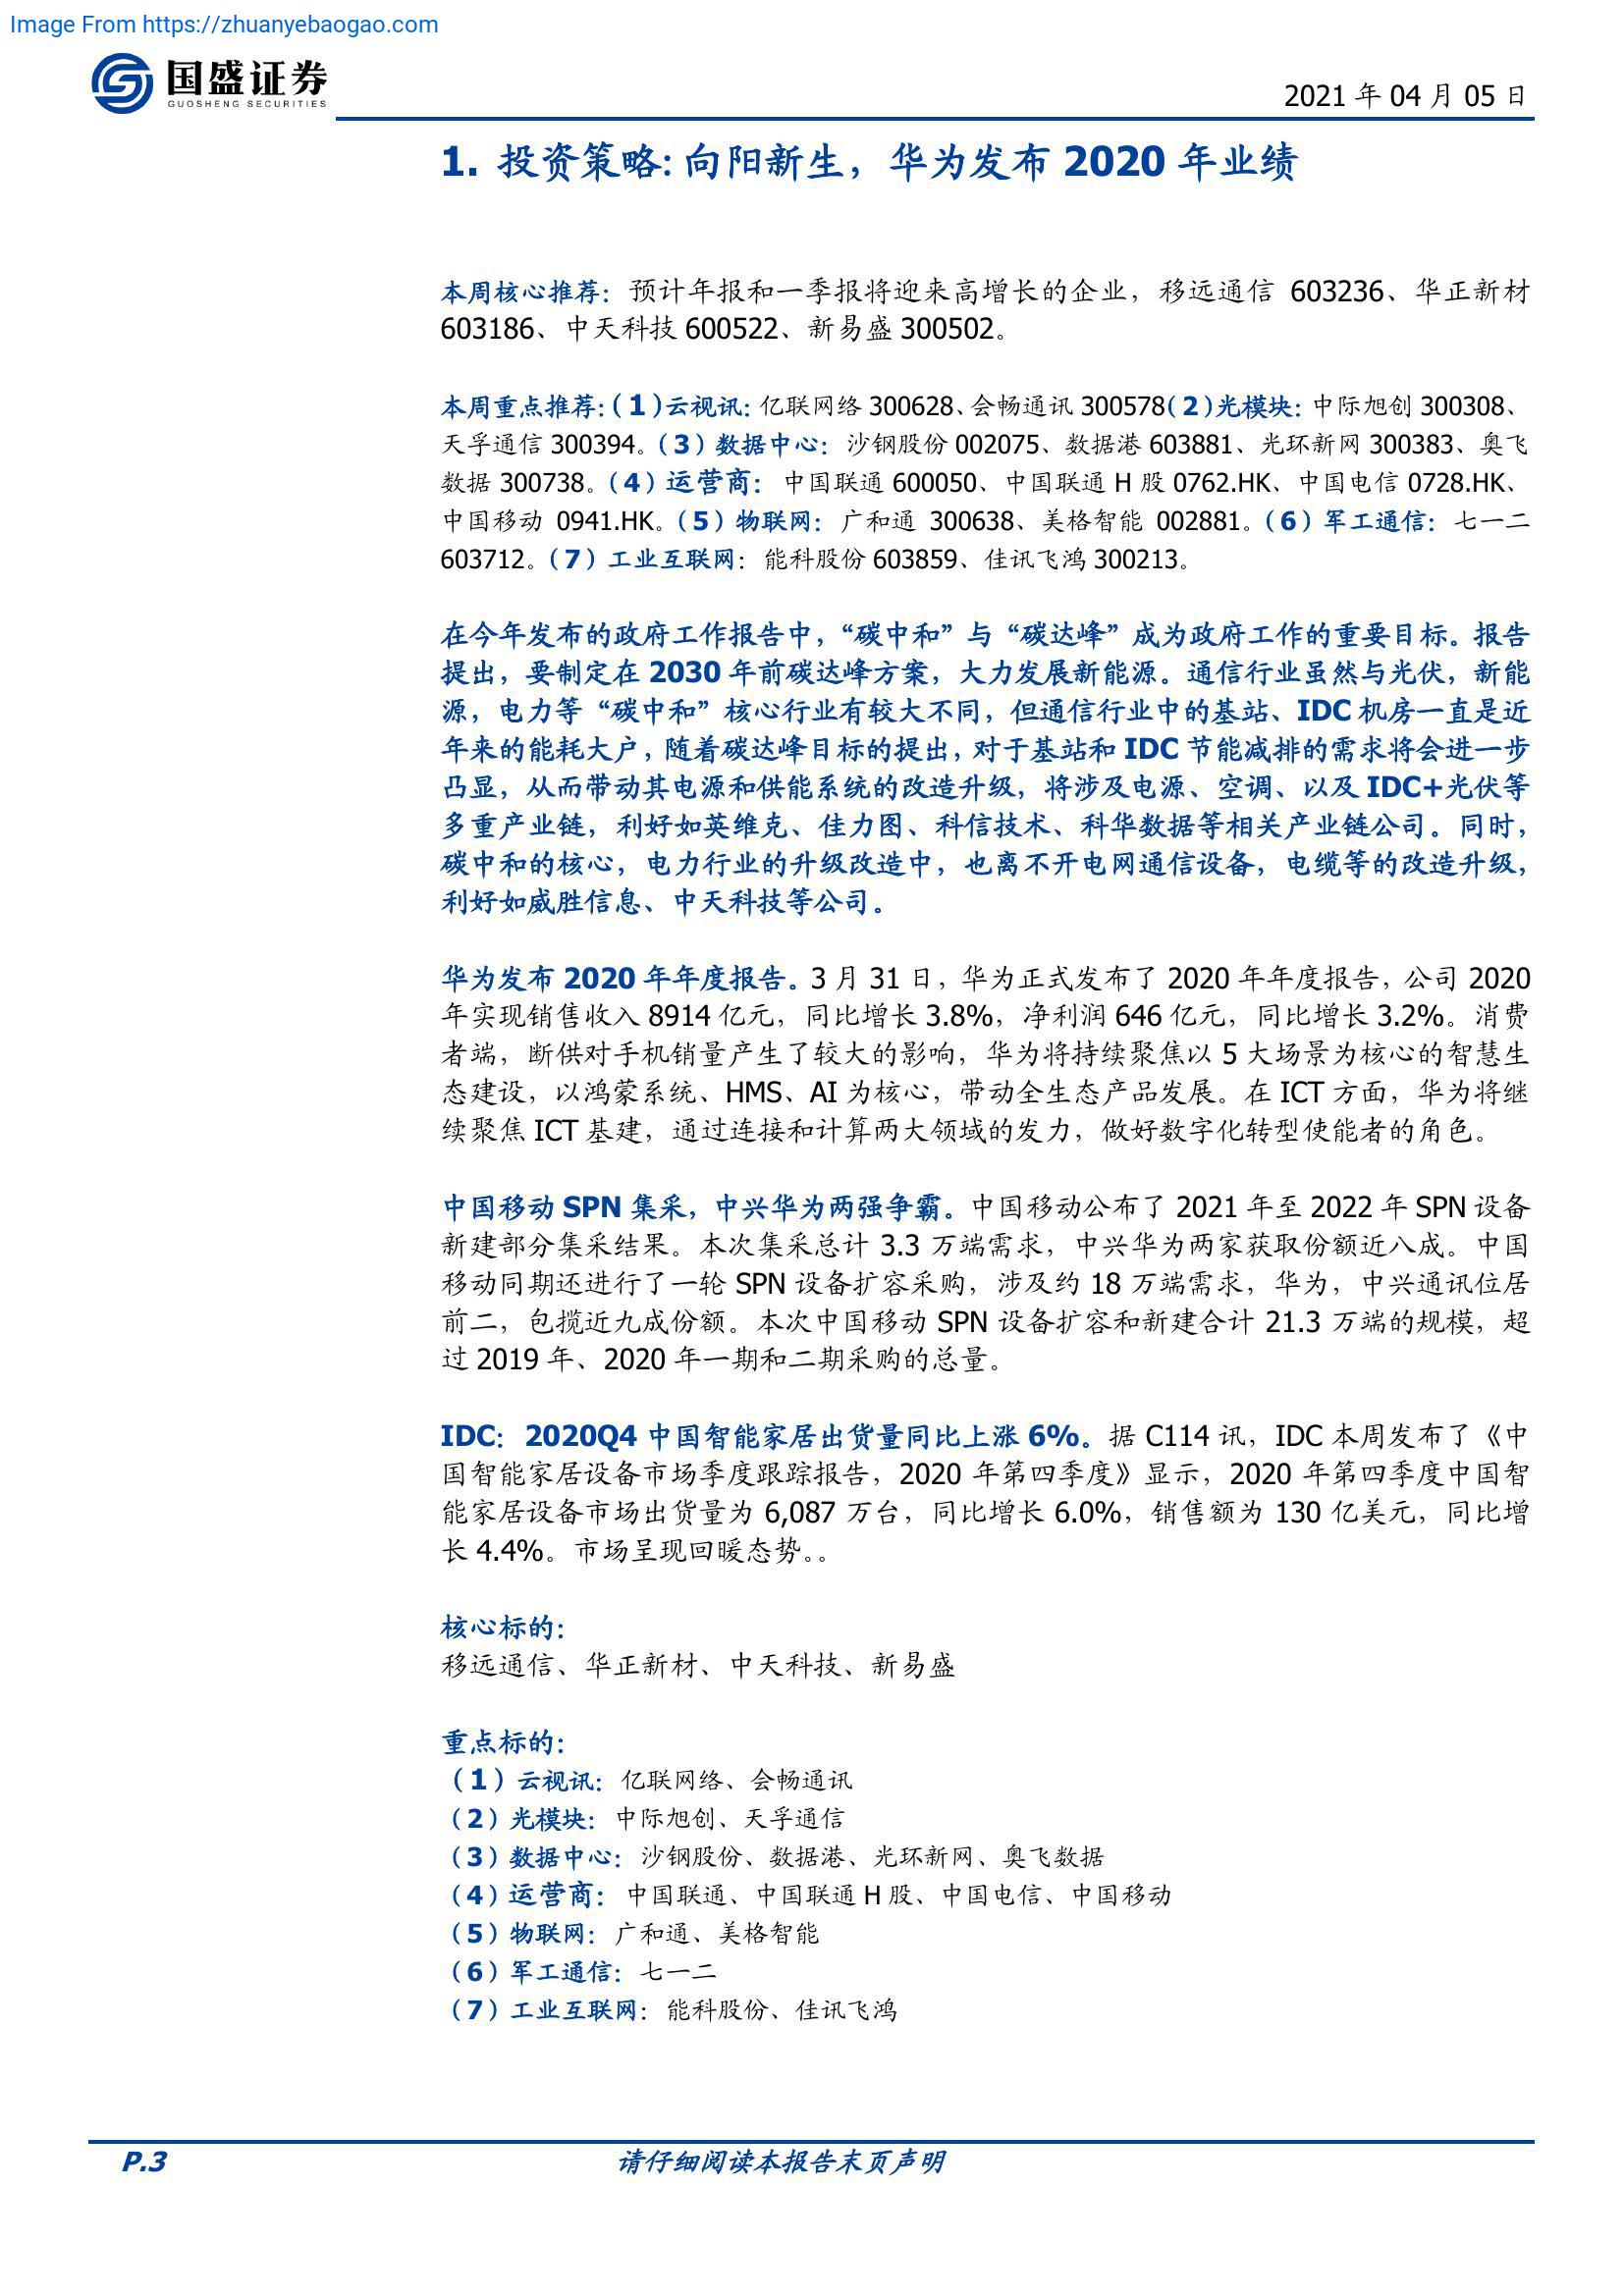 Image From https://zhuanyebaogao.com
国盛证券
GUOSHENG SECURITIES
2021 年 04 月 05 日
1. 投资策略: 向阳新生，华为发布 2020 年业绩
本周核心推荐：预计年报和一季报将迎来高增长的企业，移远通信 603236、华正新材
603186、中天科技 600522、新易盛 300502。
本周重点推荐：（1）云视讯：亿联网络 300628、会畅通讯 300578（2）光模块：中际旭创 300308、
天孚通信 300394。（3）数据中心：沙钢股份 002075、数据港 603881、光环新网 300383、奥飞
数据 300738。（4）运营商：中国联通 600050、中国联通 H 股 0762.HK、中国电信 0728.HK、
中国移动 0941.HK。（5）物联网：广和通 300638、美格智能 002881。（6）军工通信：七一二
603712。（7）工业互联网：能科股份 603859、佳讯飞鸿 300213。
在今年发布的政府工作报告中，“碳中和”与“碳达峰”成为政府工作的重要目标。报告
提出，要制定在 2030 年前碳达峰方案，大力发展新能源。通信行业虽然与光伏，新能
源，电力等“碳中和”核心行业有较大不同，但通信行业中的基站、IDC 机房一直是近
年来的能耗大户，随着碳达峰目标的提出，对于基站和 IDC 节能减排的需求将会进一步
凸显，从而带动其电源和供能系统的改造升级，将涉及电源、空调、以及 IDC+光伏等
多重产业链，利好如英维克、佳力图、科信技术、科华数据等相关产业链公司。同时，
碳中和的核心，电力行业的升级改造中，也离不开电网通信设备，电缆等的改造升级，
利好如威胜信息、中天科技等公司。
华为发布 2020 年年度报告。3 月 31 日，华为正式发布了 2020 年年度报告，公司 2020
年实现销售收入 8914 亿元，同比增长 3.8%，净利润 646 亿元，同比增长 3.2%。消费
者端，断供对手机销量产生了较大的影响，华为将持续聚焦以 5 大场景为核心的智慧生
态建设，以鸿蒙系统、HMS、AI 为核心，带动全生态产品发展。在 ICT 方面，华为将继
续聚焦 ICT 基建，通过连接和计算两大领域的发力，做好数字化转型使能者的角色。
中国移动 SPN 集采，中兴华为两强争霸。中国移动公布了 2021 年至 2022 年 SPN 设备
新建部分集采结果。本次集采总计 3.3 万端需求，中兴华为两家获取份额近八成。中国
移动同期还进行了一轮 SPN 设备扩容采购，涉及约 18 万端需求，华为，中兴通讯位居
前二，包揽近九成份额。本次中国移动 SPN 设备扩容和新建合计 21.3 万端的规模，超
过 2019 年、2020 年一期和二期采购的总量。
IDC：2020Q4 中国智能家居出货量同比上涨 6%。据 C114 讯，IDC 本周发布了《中
国智能家居设备市场季度跟踪报告，2020 年第四季度》显示，2020 年第四季度中国智
能家居设备市场出货量为 6,087 万台，同比增长 6.0%，销售额为 130 亿美元，同比增
长 4.4%。市场呈现回暖态势。。
核心标的：
移远通信、华正新材、中天科技、新易盛
重点标的：
（1）云视讯：亿联网络、会畅通讯
（2）光模块：中际旭创、天孚通信
（3）数据中心：沙钢股份、数据港、光环新网、奥飞数据
（4）运营商：中国联通、中国联通 H 股、中国电信、中国移动
（5）物联网：广和通、美格智能
（6）军工通信：七一二
（7）工业互联网：能科股份、佳讯飞鸿
P.3
请仔细阅读本报告末页声明